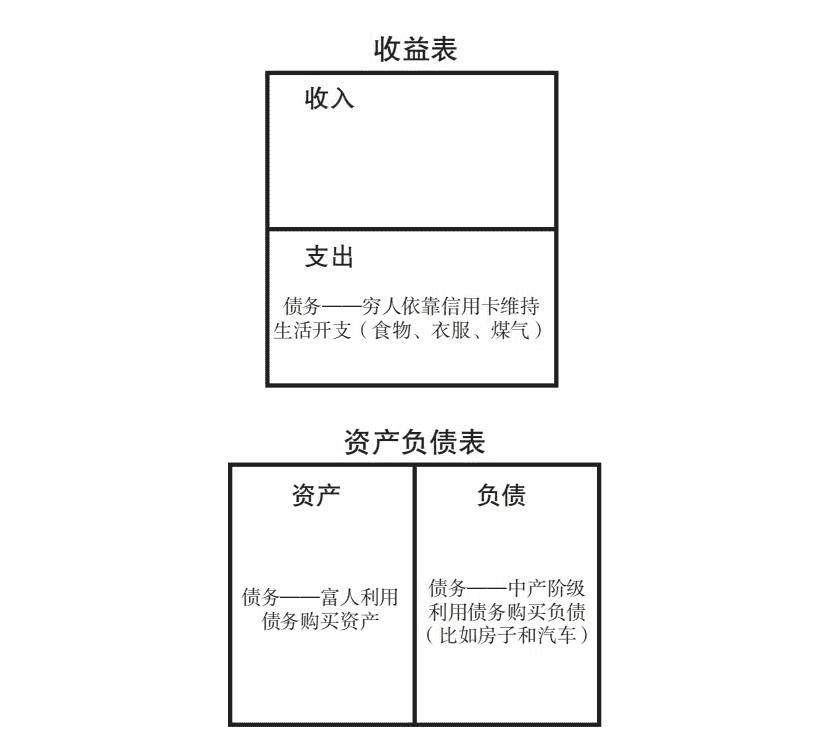 收益表
收入
支出
债务——穷人依靠信用卡维持
生活开支（食物、衣服、煤气）
资产负债表
资产
债务——富人利用
债务购买资产
负债
债务——中产阶级
利用债务购买负债
（比如房子和汽车）